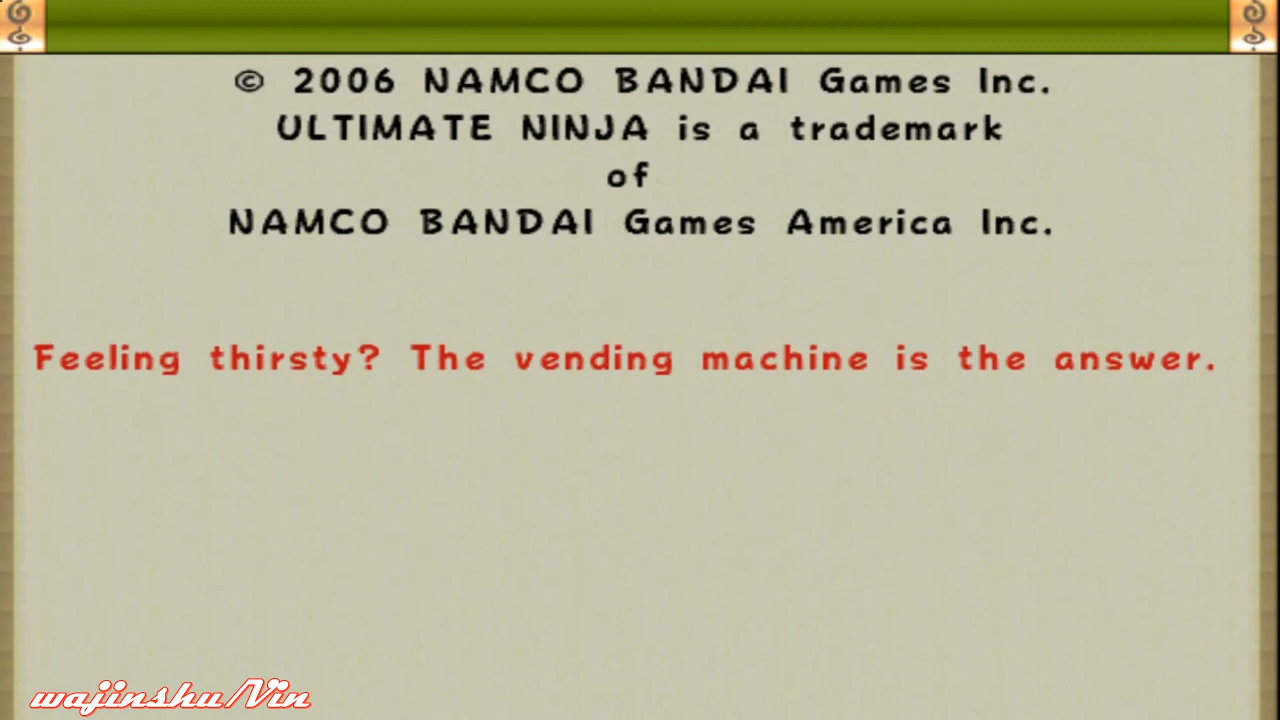 © 2006 NAMCO BANDAI Games Inc.
ULTIMATE NINJA is a trademark
of
NAMCO BANDAI Games America Inc.
Feeling thirsty? The vending machine is the answer.
wajinshu/Vin